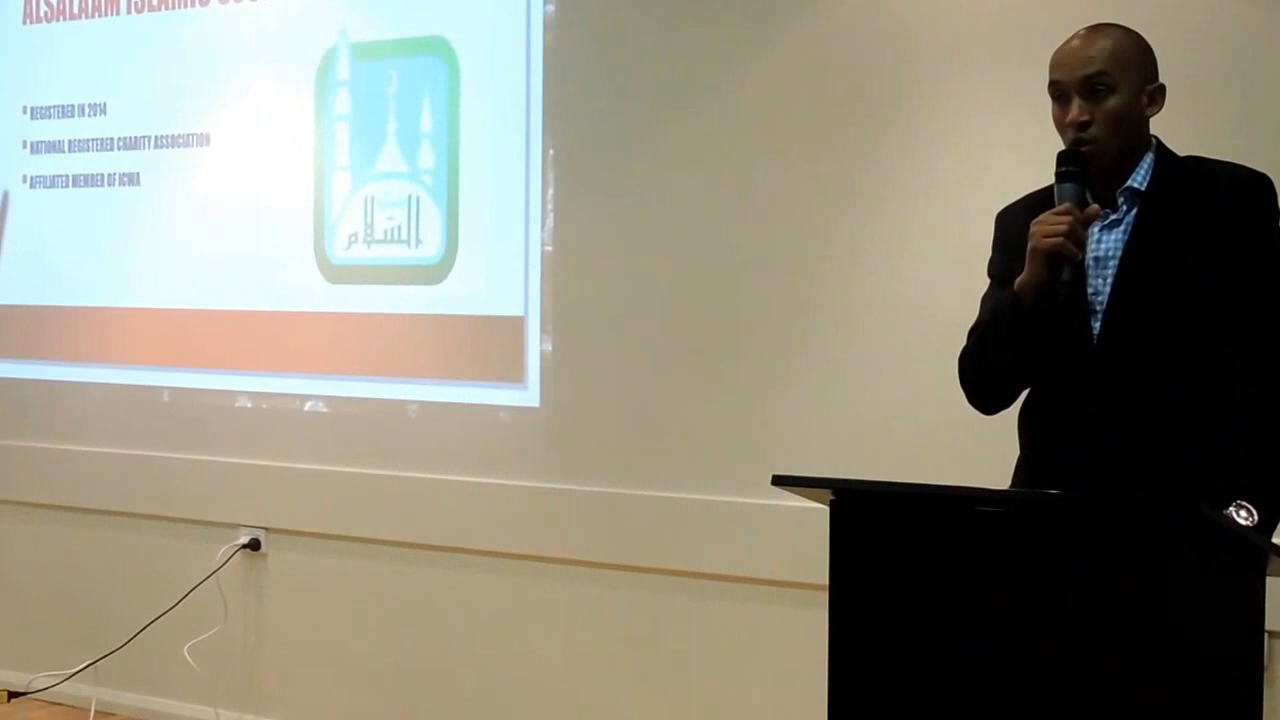 ALSALAAM ISLAMIC
REGISTERED IN 2014
NATIONAL REGISTERED CHARITY ASSOCIATION
AFFILIATED MEMBER OF ICWA
السلام